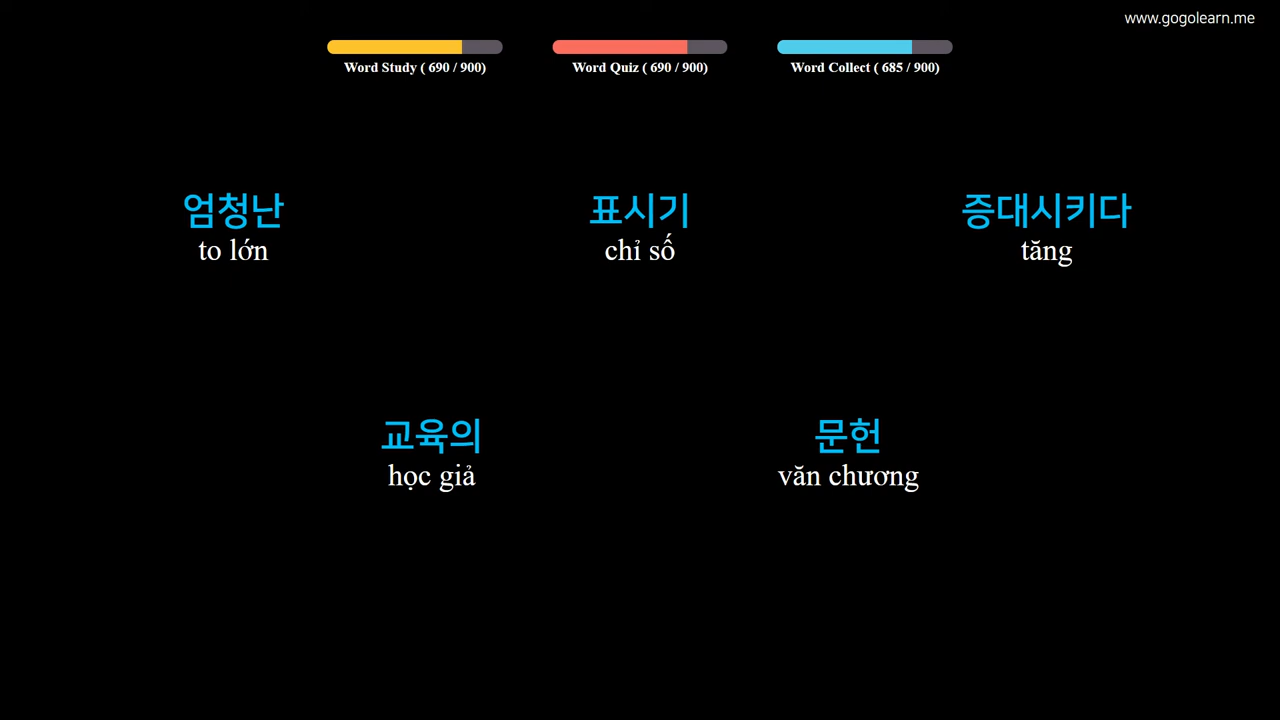 www.gogolearn.me
Word Study ( 690 / 900)
Word Quiz ( 690 / 900)
Word Collect ( 685 / 900)
엄청난
to lớn
표시기
chỉ số
증대시키다
tăng
교육의
học giả
문헌
văn chương